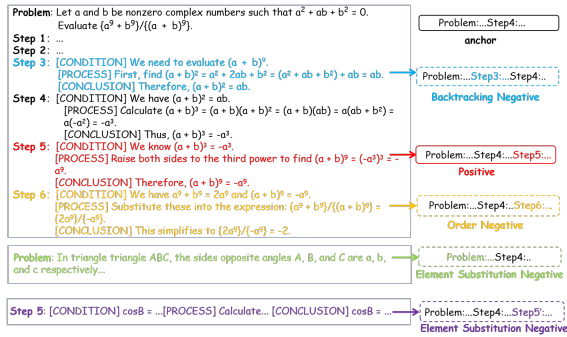 Problem: Let a and b be nonzero complex numbers such that a² + ab + b² = 0.
Evaluate {a⁹ + b⁹}/{(a + b)⁹}.
Step 1: ...
Step 2: ...
Step 3: [CONDITION] We need to evaluate (a + b)⁹.
[PROCESS] First, find (a + b)² = a² + 2ab + b² = (a² + ab + b²) + ab = ab.
[CONCLUSION] Therefore, (a + b)² = ab.
Step 4: [CONDITION] We have (a + b)² = ab.
[PROCESS] Calculate (a + b)³ = (a + b)(a + b)² = (a + b)(ab) = a(ab + b²) =
a(-a²) = -a³.
[CONCLUSION] Thus, (a + b)³ = -a³.
Step 5: [CONDITION] We know (a + b)³ = -a³.
[PROCESS] Raise both sides to the third power to find (a + b)⁹ = (-a³)³ = -
a⁹.
[CONCLUSION] Therefore, (a + b)⁹ = -a⁹.
Step 6: [CONDITION] We have a⁹ + b⁹ = 2a⁹ and (a + b)⁹ = -a⁹.
[PROCESS] Substitute these into the expression: {a⁹ + b⁹}/{(a + b)⁹} =
{2a⁹}/{-a⁹}.
[CONCLUSION] This simplifies to {2a⁹}/{-a⁹} = -2.
Problem: In triangle triangle ABC, the sides opposite angles A, B, and C are a, b,
and c respectively...
Step 5: [CONDITION] cosB = ...[PROCESS] Calculate... [CONCLUSION] cosB = ...
Problem:...Step4:...
anchor
Problem:...Step3:...Step4:..
Backtracking Negative
Problem:...Step4:...Step5:...
Positive
Problem:...Step4:...Step6:...
Order Negative
Problem:...Step4:..
Element Substitution Negative
Problem:...Step4:...Step5':...
Element Substitution Negative